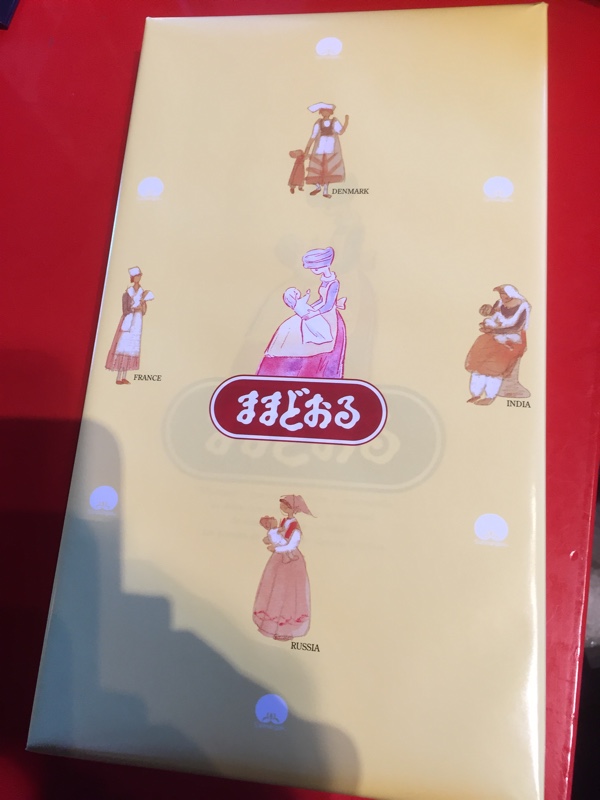 DENMARK
FRANCE
INDIA
ままどおる
RUSSIA